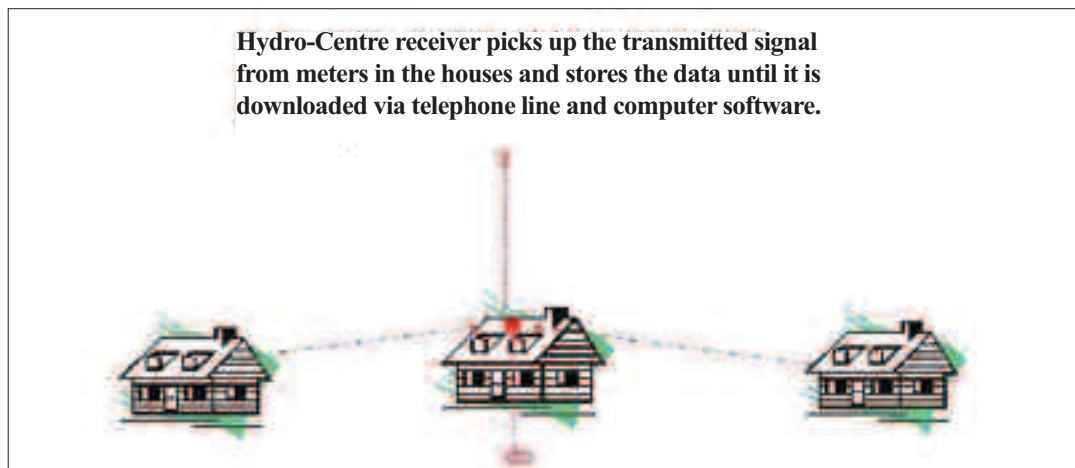 Hydro-Centre receiver picks up the transmitted signal
from meters in the houses and stores the data until it is
downloaded via telephone line and computer software.